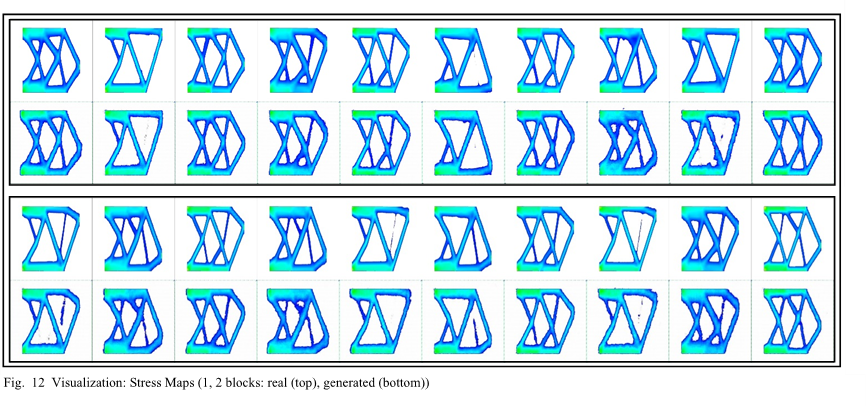 Fig. 12 Visualization: Stress Maps (1, 2 blocks: real (top), generated (bottom))